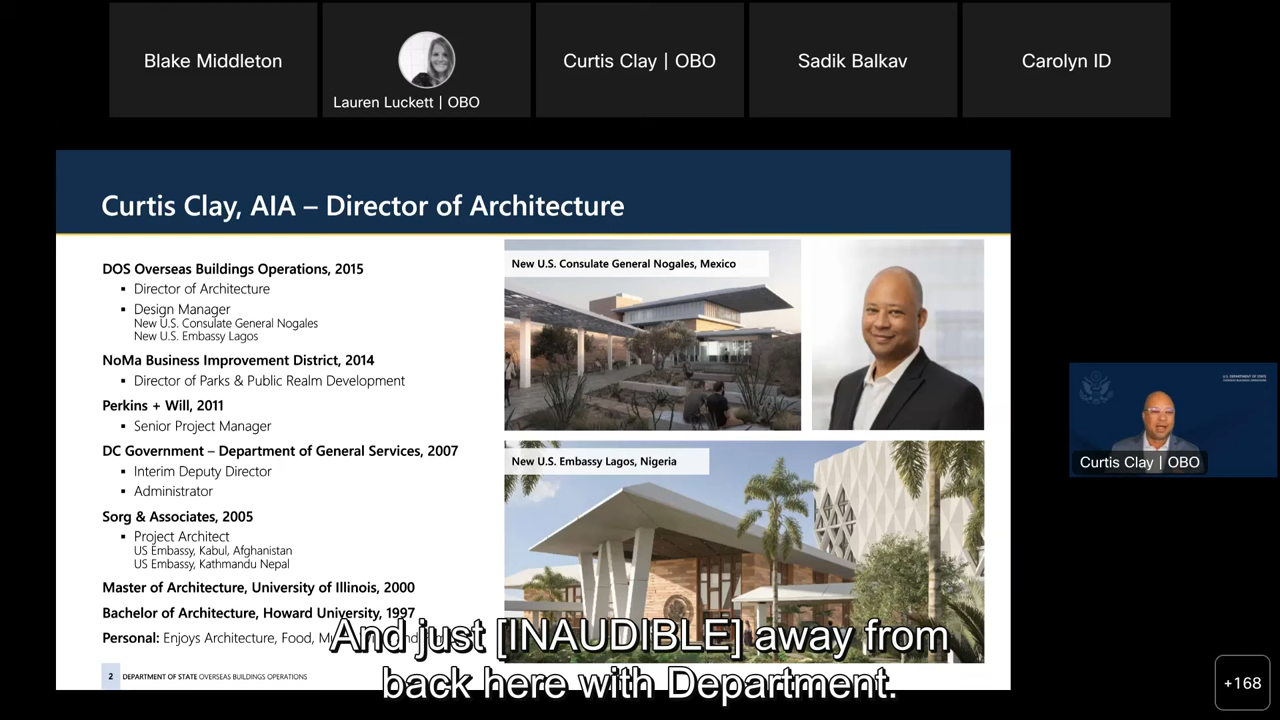 Blake Middleton
Lauren Luckett | OBO
Curtis Clay | OBO
Sadik Balkav
Carolyn ID
Curtis Clay, AIA – Director of Architecture
DOS Overseas Buildings Operations, 2015
▪ Director of Architecture
▪ Design Manager
New U.S. Consulate General Nogales
New U.S. Embassy Lagos
NoMa Business Improvement District, 2014
▪ Director of Parks & Public Realm Development
Perkins + Will, 2011
▪ Senior Project Manager
DC Government – Department of General Services, 2007
▪ Interim Deputy Director
▪ Administrator
Sorg & Associates, 2005
▪ Project Architect
US Embassy, Kabul, Afghanistan
US Embassy, Kathmandu Nepal
Master of Architecture, University of Illinois, 2000
Bachelor of Architecture, Howard University, 1997
Personal: Enjoys Architecture, Food,
2 DEPARTMENT OF STATE OVERSEAS BUILDINGS OPERATIONS
New U.S. Consulate General Nogales, Mexico
New U.S. Embassy Lagos, Nigeria
U.S. DEPARTMENT OF STATE
OVERSEAS BUILDINGS OPERATIONS
Curtis Clay | OBO
And just [INAUDIBLE] away from
back here with Department.
+168